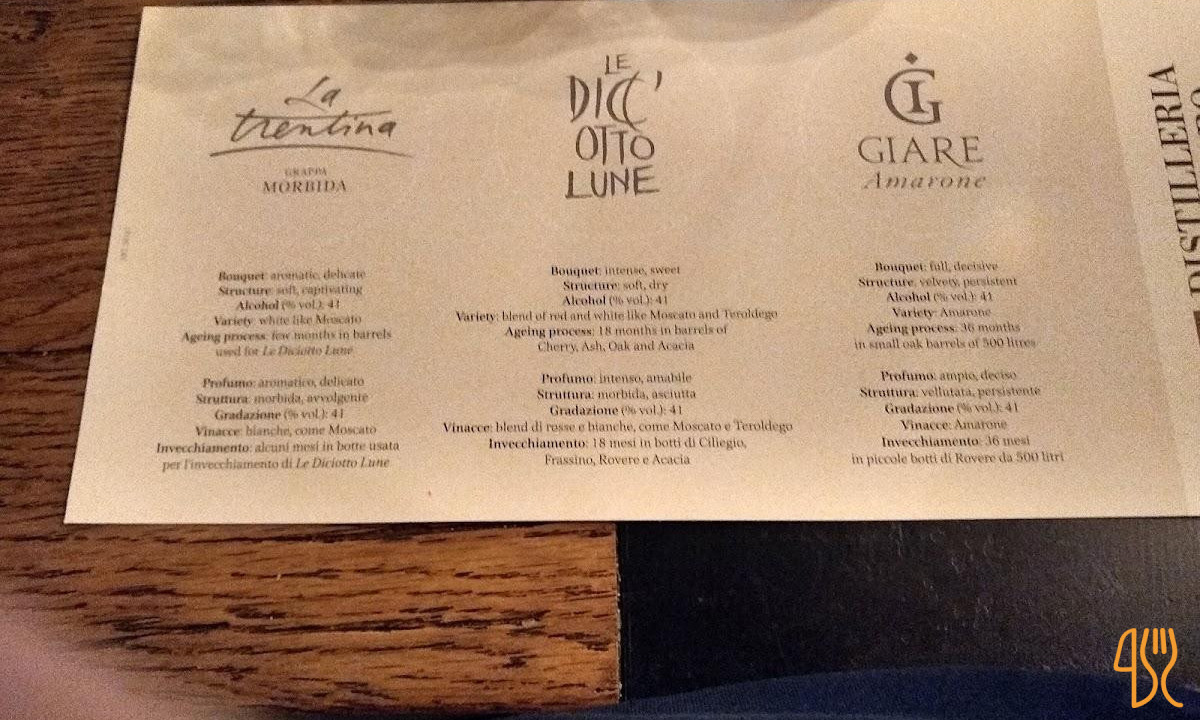 La
trentina
GRAPPA
MORBIDA
Bouquet: aromatic, delicate
Structure: soft, captivating
Alcohol (% vol.): 41
Variety: white like Moscato
Ageing process: few months in barrels
used for Le Diciotto Lune
Profumo: aromatico, delicato
Struttura: morbida, avvolgente
Gradazione (% vol.): 41
Vinacce: bianche, come Moscato
Invecchiamento: alcuni mesi in botte usata
per l'invecchiamento di Le Diciotto Lune
LE
DICI'
OTTO
LUNE
Bouquet: intense, sweet
Structure: soft, dry
Alcohol (% vol.): 41
Variety: blend of red and white like Moscato and Teroldego
Ageing process: 18 months in barrels of
Cherry, Ash, Oak and Acacia
Profumo: intenso, amabile
Struttura: morbida, asciutta
Gradazione (% vol.): 41
Vinacce: blend di rosse e bianche, come Moscato e Teroldego
Invecchiamento: 18 mesi in botti di Ciliegio,
Frassino, Rovere e Acacia
GIARE
Amarone
Bouquet: full, decisive
Structure: velvety, persistent
Alcohol (% vol.): 41
Variety: Amarone
Ageing process: 36 months
in small oak barrels of 500 litres
Profumo: ampio, deciso
Struttura: vellutata, persistente
Gradazione (% vol.): 41
Vinacce: Amarone
Invecchiamento: 36 mesi
in piccole botti di Rovere da 500 litri
DISTILLERIA